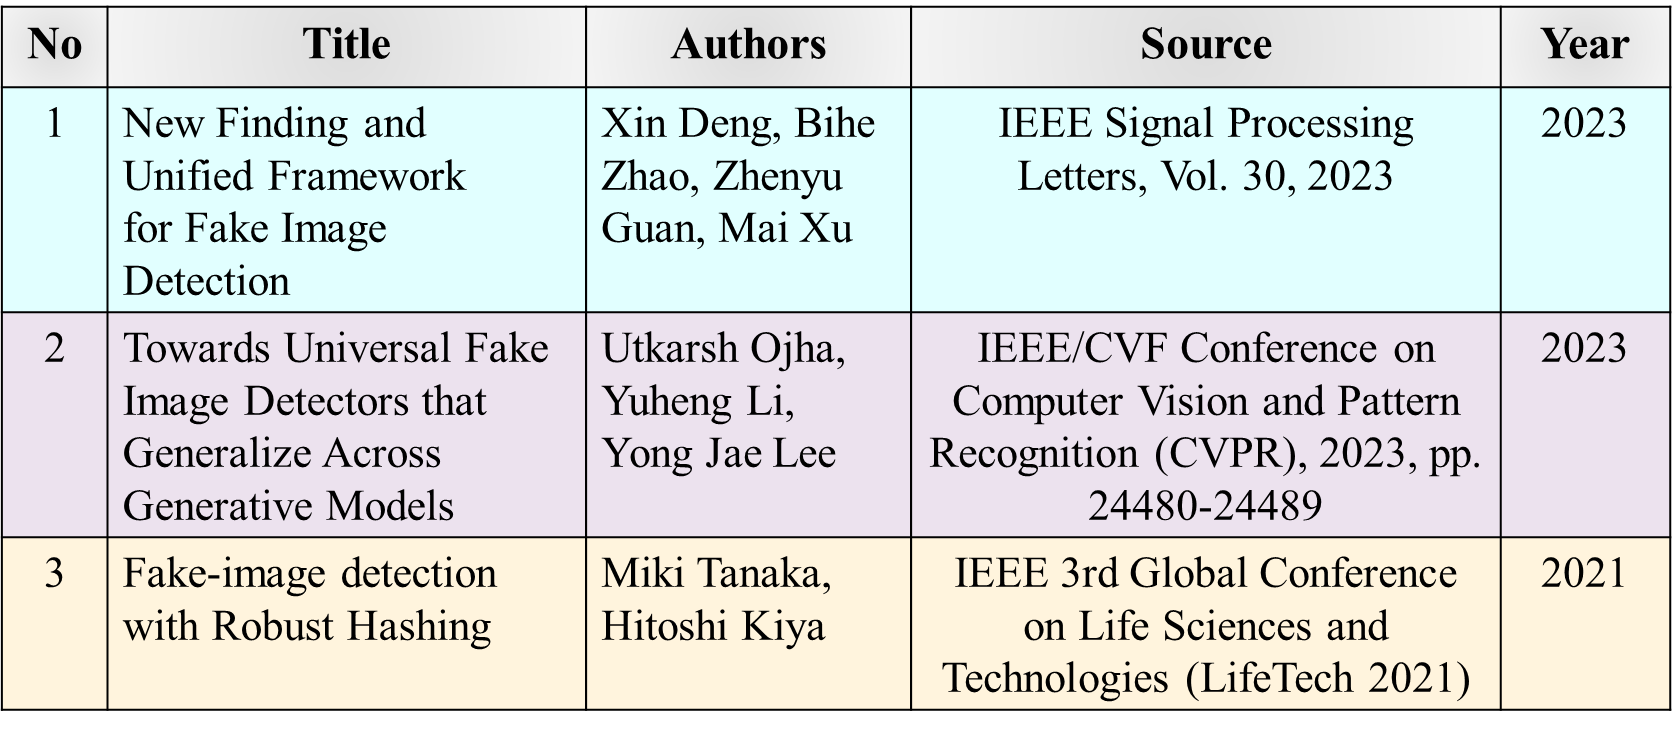 No Title Authors Source Year
1
New Finding and
Unified Framework
for Fake Image
Detection
Xin Deng, Bihe
Zhao, Zhenyu
Guan, Mai Xu
IEEE Signal Processing
Letters, Vol. 30, 2023
2023
2
Towards Universal Fake
Image Detectors that
Generalize Across
Generative Models
Utkarsh Ojha,
Yuheng Li,
Yong Jae Lee
IEEE/CVF Conference on
Computer Vision and Pattern
Recognition (CVPR), 2023, pp.
24480-24489
2023
3
Fake-image detection
with Robust Hashing
Miki Tanaka,
Hitoshi Kiya
IEEE 3rd Global Conference
on Life Sciences and
Technologies (LifeTech 2021)
2021